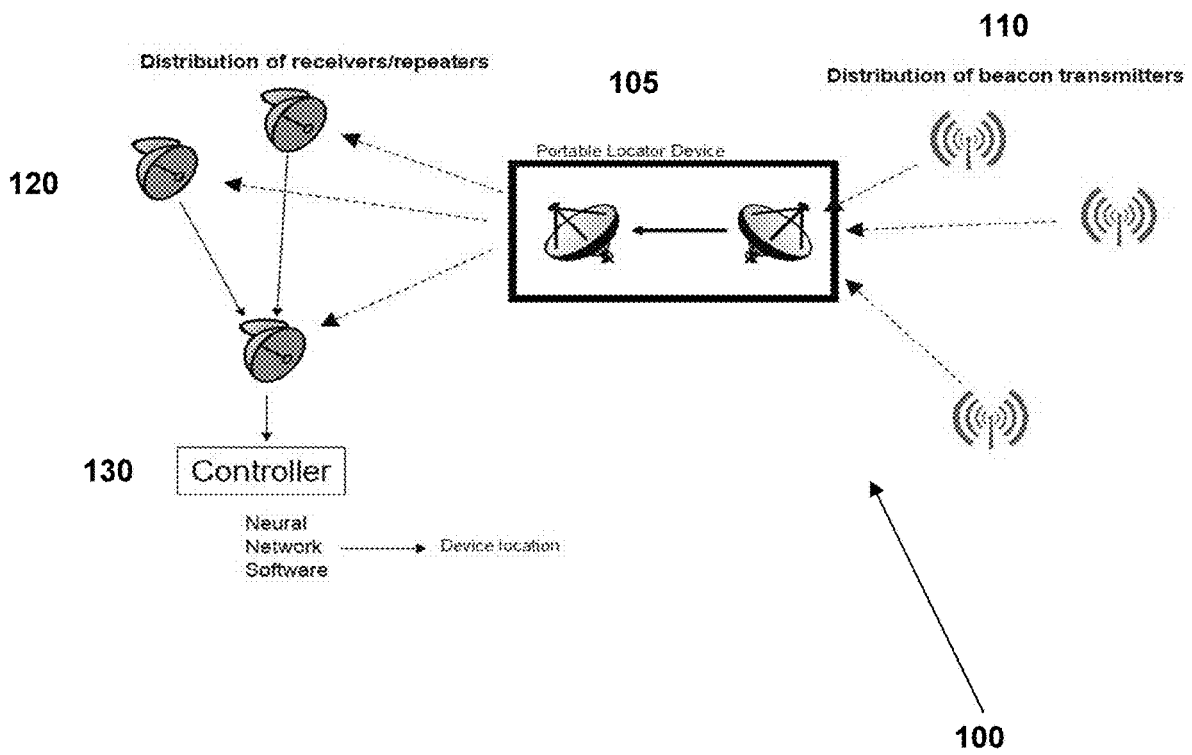 110
Distribution of receivers/repeaters
105
Distribution of beacon transmitters
Portable Locator Device
120
130
Controller
Neural
Network
Software
Device location
100